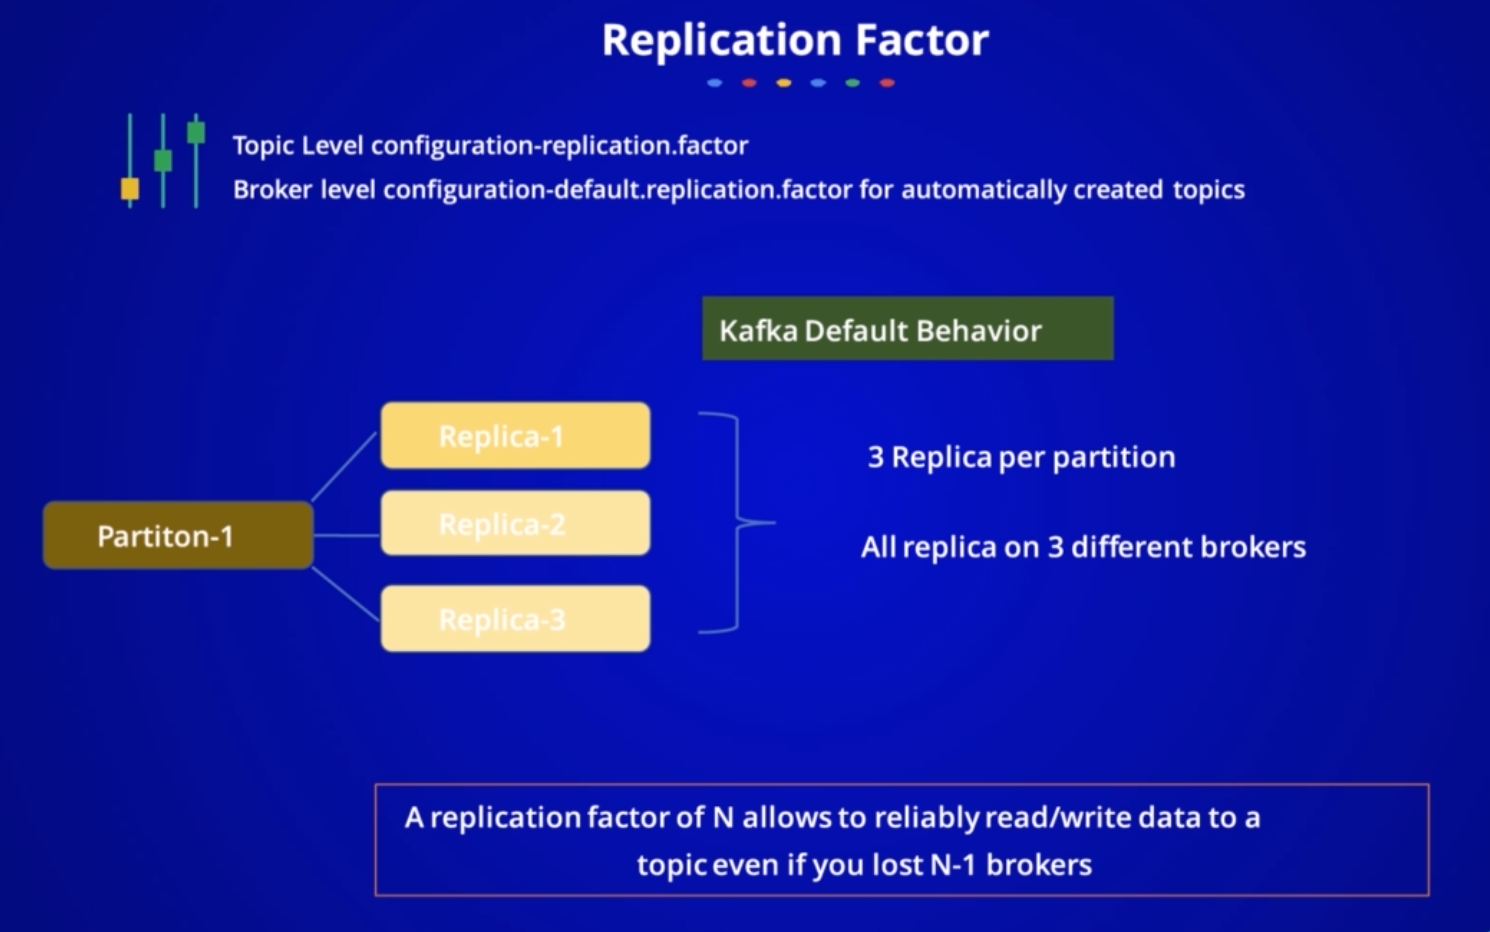 Replication Factor
Topic Level configuration-replication.factor
Broker level configuration-default.replication.factor for automatically created topics
Kafka Default Behavior
Replica-1
3 Replica per partition
Replica-2
Partiton-1
All replica on 3 different brokers
Replica-3
A replication factor of N allows to reliably read/write data to a
topic even if you lost N-1 brokers